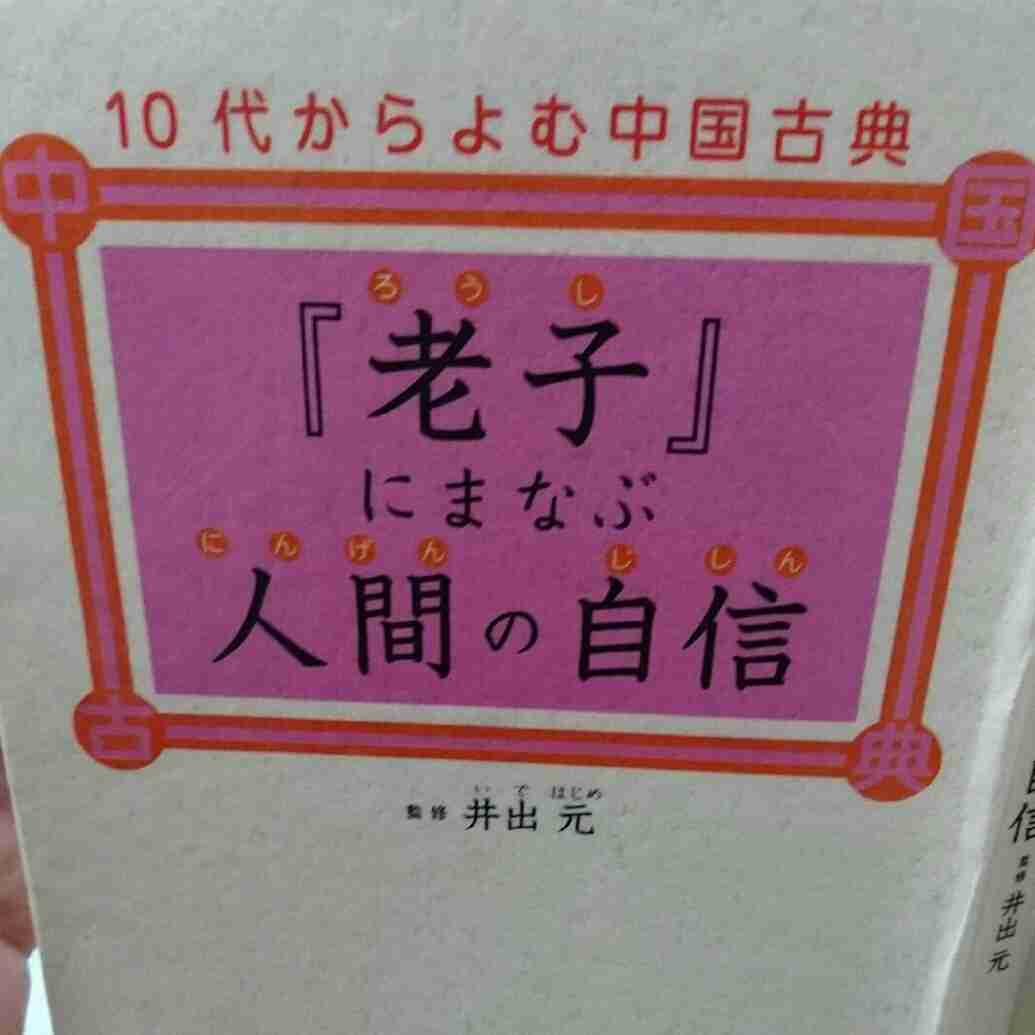 10代からよむ中国古典
中
国
ろうし
『老子』
にまなぶ
にんげん じしん
人間の自信
古
典
いで はじめ
監修 井出 元
自信
監修
井出 元